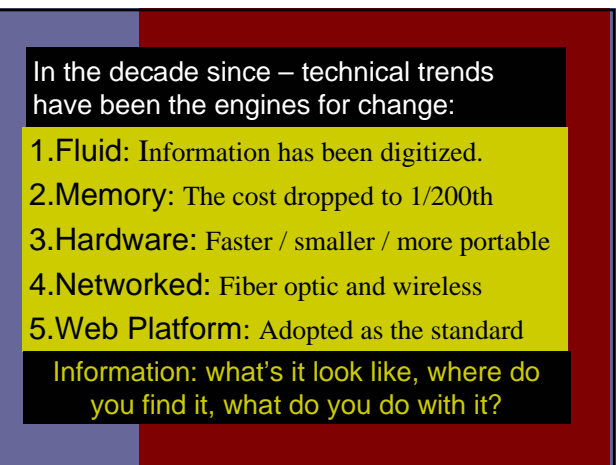 In the decade since – technical trends
have been the engines for change:
1.Fluid: Information has been digitized.
2.Memory: The cost dropped to 1/200th
3.Hardware: Faster / smaller / more portable
4.Networked: Fiber optic and wireless
5.Web Platform: Adopted as the standard
Information: what's it look like, where do
you find it, what do you do with it?